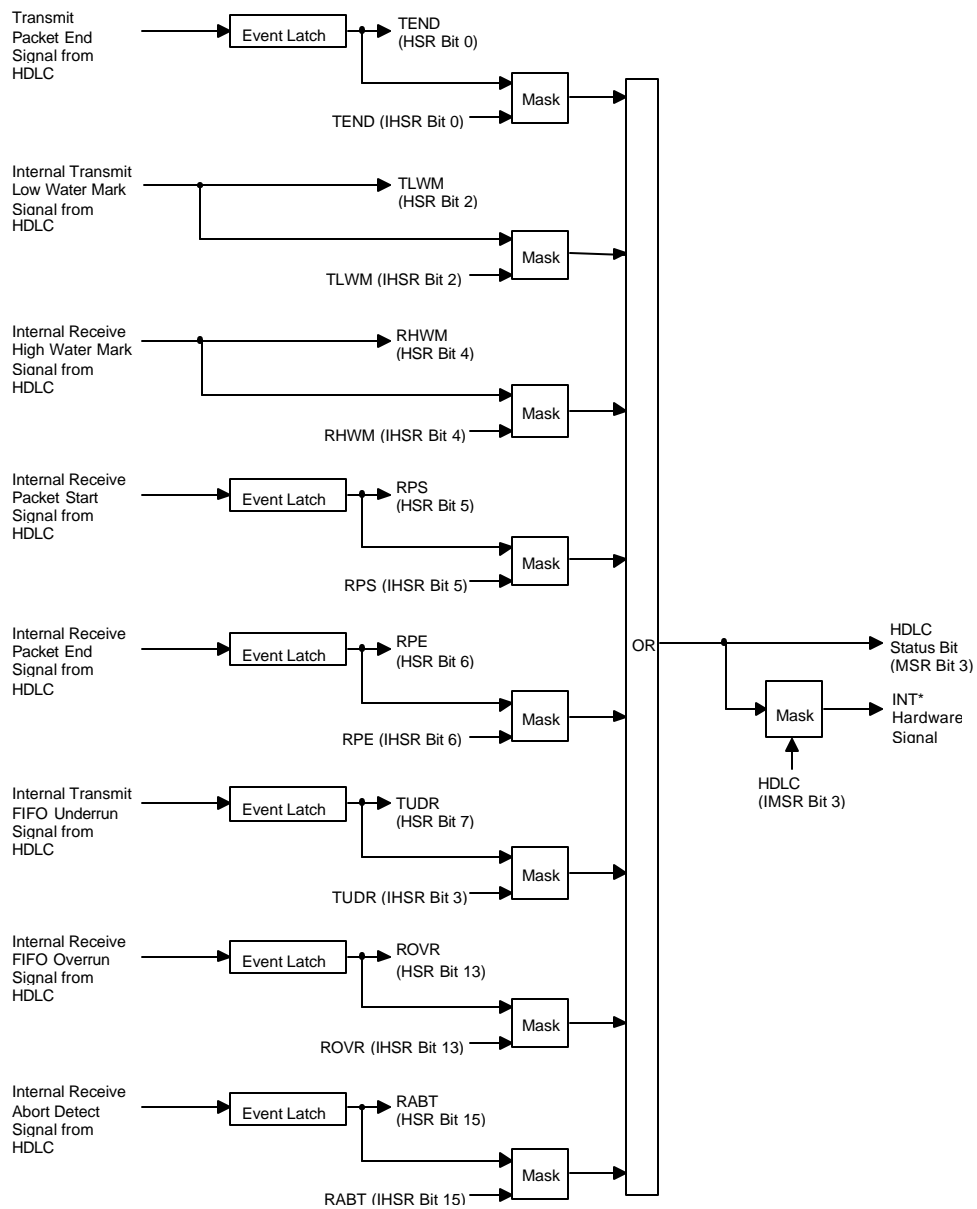 Transmit
Packet End
Signal from
HDLC
Event Latch
TEND
(HSR Bit 0)
Mask
TEND (IHSR Bit 0)
Internal Transmit
Low Water Mark
Signal from
HDLC
TLWM
(HSR Bit 2)
Mask
TLWM (IHSR Bit 2)
Internal Receive
High Water Mark
Signal from
HDLC
RHWM
(HSR Bit 4)
Mask
RHWM (IHSR Bit 4)
Internal Receive
Packet Start
Signal from
HDLC
Event Latch
RPS
(HSR Bit 5)
Mask
RPS (IHSR Bit 5)
Internal Receive
Packet End
Signal from
HDLC
Event Latch
RPE
(HSR Bit 6)
Mask
RPE (IHSR Bit 6)
OR
HDLC
Status Bit
(MSR Bit 3)
Mask
INT*
Hardware
Signal
HDLC
(IMSR Bit 3)
Internal Transmit
FIFO Underrun
Signal from
HDLC
Event Latch
TUDR
(HSR Bit 7)
Mask
TUDR (IHSR Bit 3)
Internal Receive
FIFO Overrun
Signal from
HDLC
Event Latch
ROVR
(HSR Bit 13)
Mask
ROVR (IHSR Bit 13)
Internal Receive
Abort Detect
Signal from
HDLC
Event Latch
RABT
(HSR Bit 15)
Mask
RABT (IHSR Bit 15)